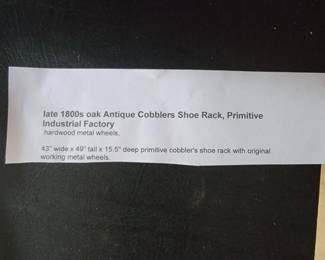 late 1800s oak Antique Cobblers Shoe Rack, Primitive
Industrial Factory
hardwood metal wheels.
43" wide x 49" tall x 15.5" deep primitive cobbler's shoe rack with original
working metal wheels.